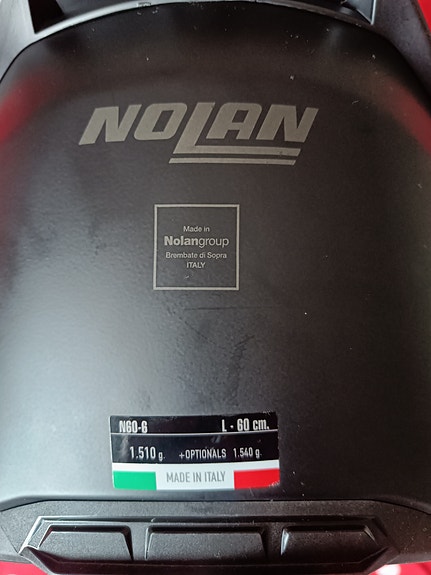 NOLAN
Made in
Nolangroup
Brembate di Sopra
ITALY
N60-6 L - 60 cm.
1.510 g. +OPTIONALS 1.540 g.
MADE IN ITALY